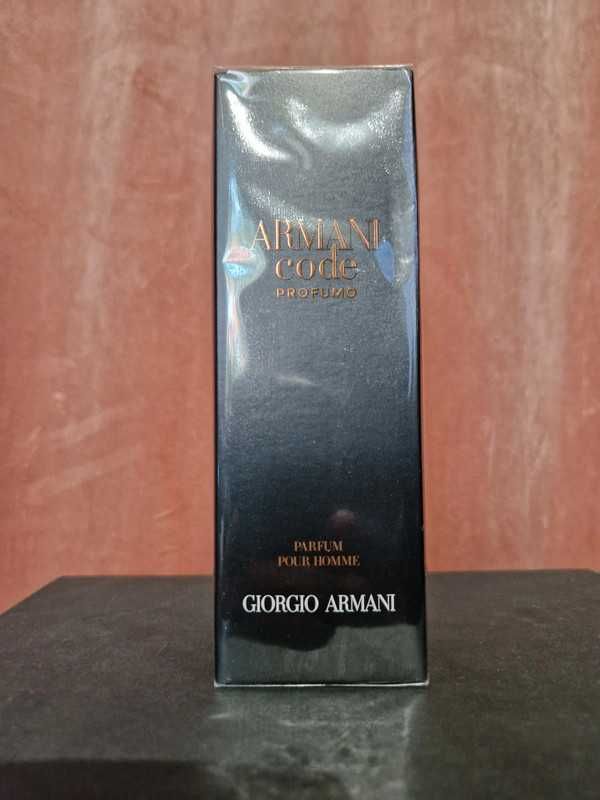 ARMANI
code
PROFUMO
PARFUM
POUR HOMME
GIORGIO ARMANI